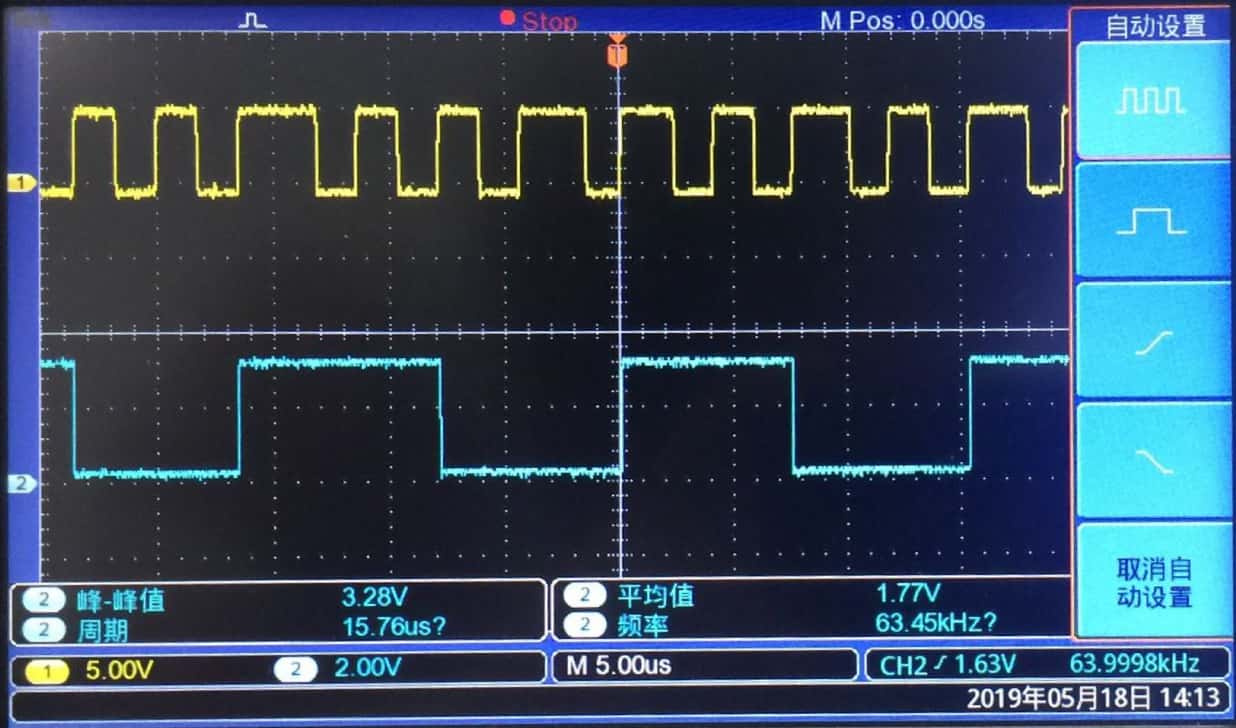 Stop M Pos: 0.000s 自动设置
T
1
2
取消自
动设置
2 峰-峰值 3.28V 2 平均值 1.77V
2 周期 15.76us? 2 频率 63.45kHz?
1 5.00V 2 2.00V M 5.00us CH2 1.63V 63.9998kHz
2019年05月18日 14:13